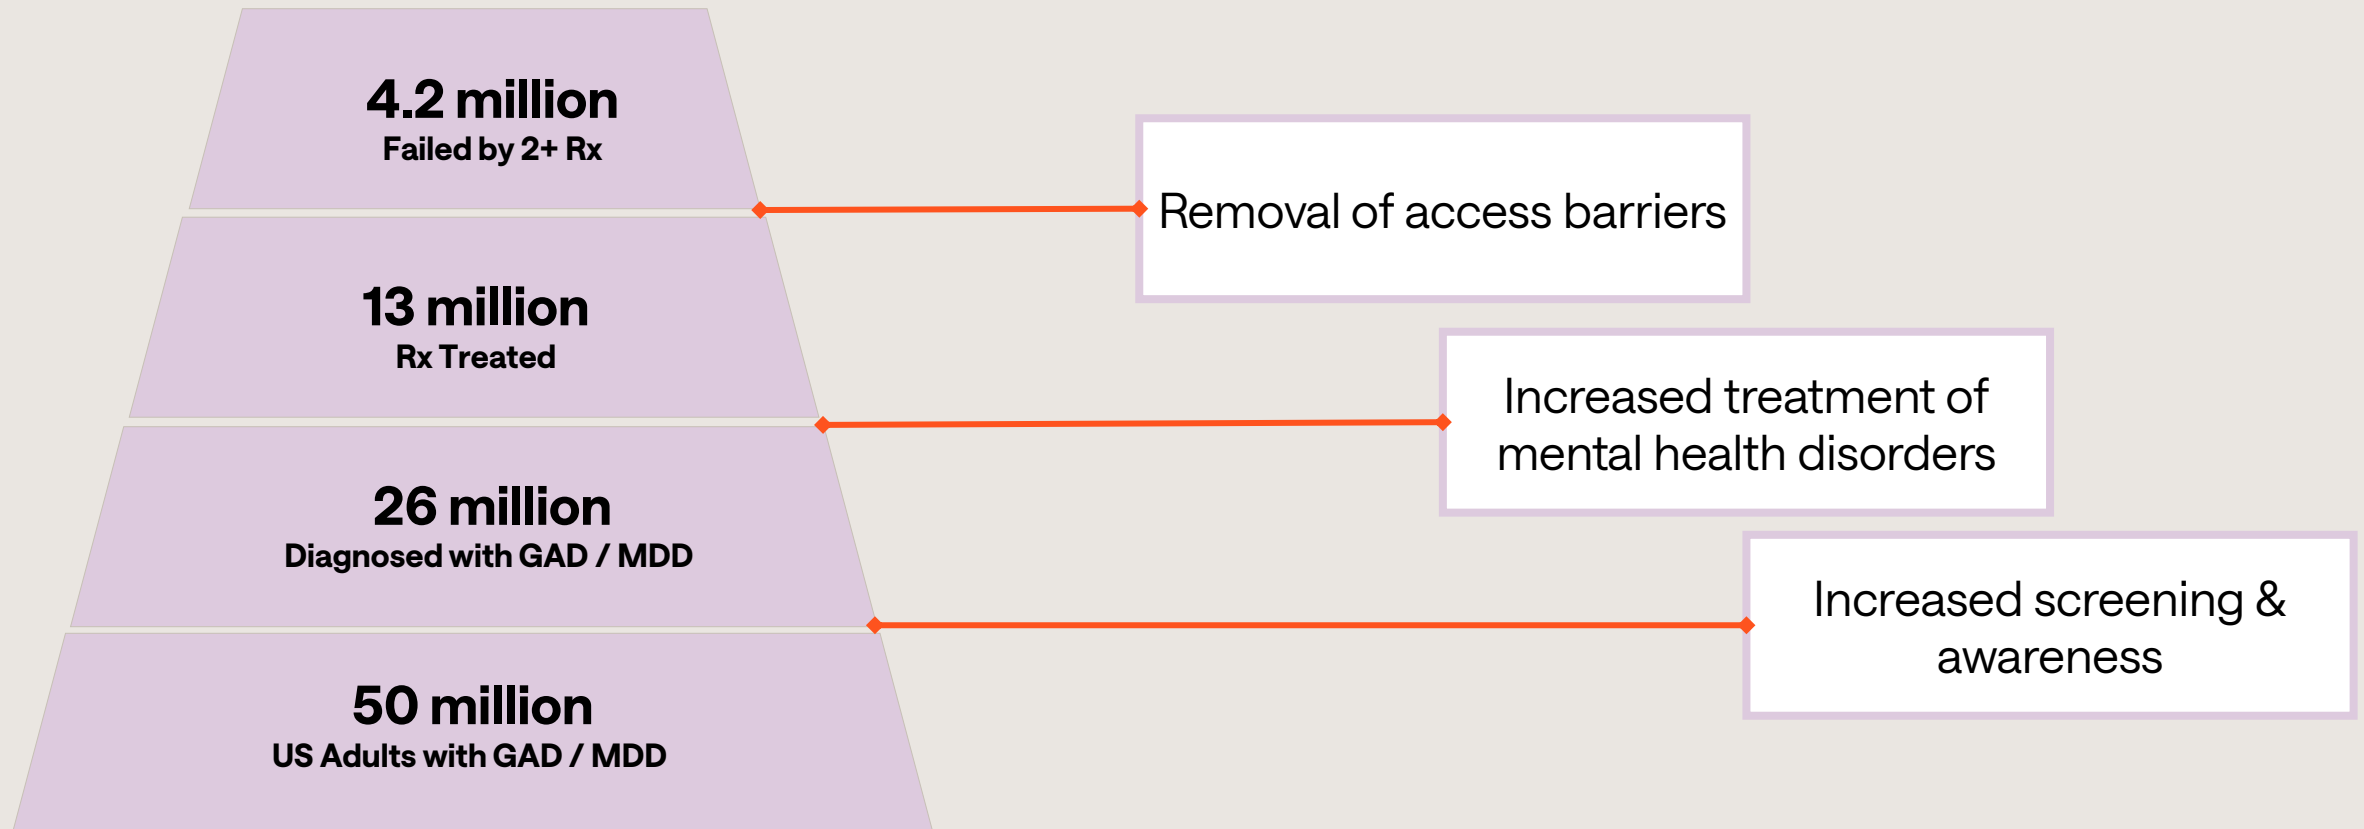 4.2 million
Failed by 2+ Rx
Removal of access barriers
13 million
Rx Treated
Increased treatment of
mental health disorders
26 million
Diagnosed with GAD / MDD
Increased screening &
awareness
50 million
US Adults with GAD / MDD